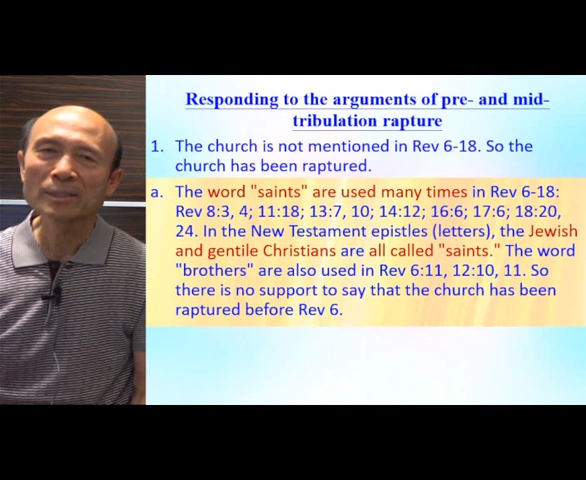 Responding to the arguments of pre- and mid-
tribulation rapture
1. The church is not mentioned in Rev 6-18. So the
church has been raptured.
a. The word "saints" are used many times in Rev 6-18:
Rev 8:3, 4; 11:18; 13:7, 10; 14:12; 16:6; 17:6; 18:20,
24. In the New Testament epistles (letters), the Jewish
and gentile Christians are all called "saints." The word
"brothers" are also used in Rev 6:11, 12:10, 11. So
there is no support to say that the church has been
raptured before Rev 6.